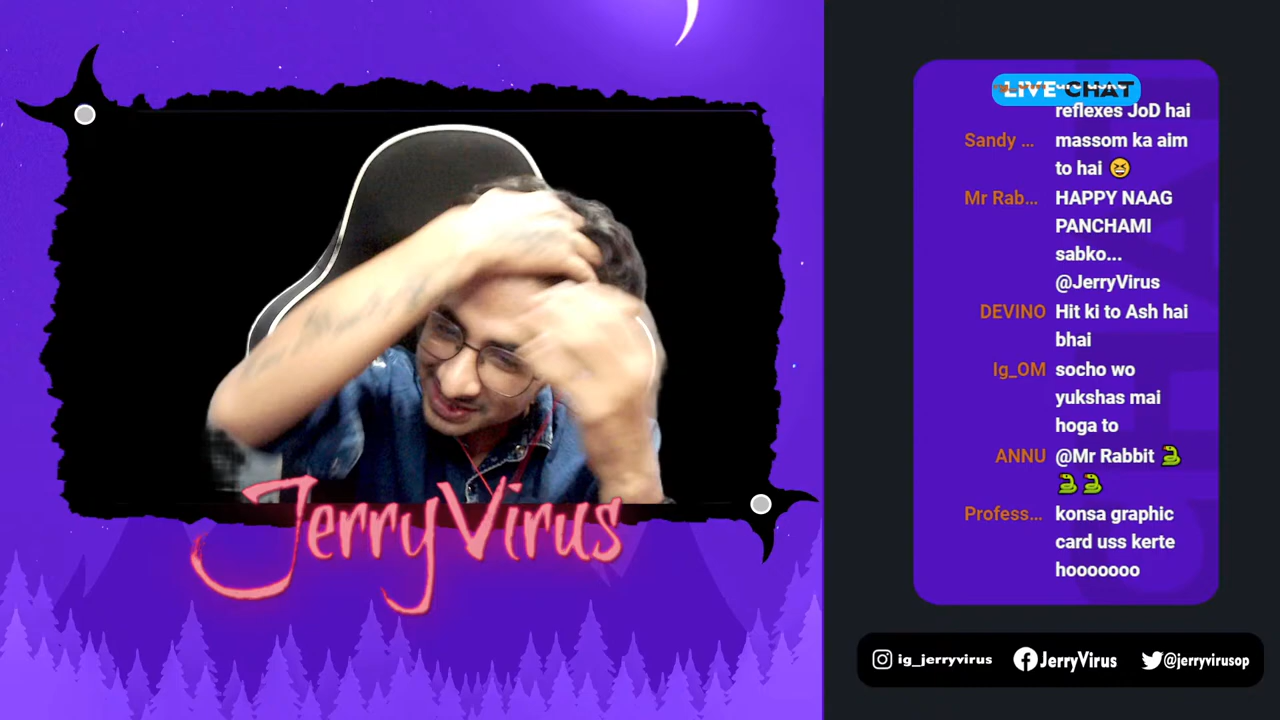 JerryVirus
LIVE CHAT
reflexes JoD hai
Sandy ... massom ka aim
to hai 😆
Mr Rab... HAPPY NAAG
PANCHAMI
sabko...
@JerryVirus
DEVINO Hit ki to Ash hai
bhai
Ig_OM socho wo
yukshas mai
hoga to
ANNU @Mr Rabbit 🐍
🐍🐍
Profess... konsa graphic
card uss kerte
hooooooo
ig_jerryvirus JerryVirus @jerryvirusop